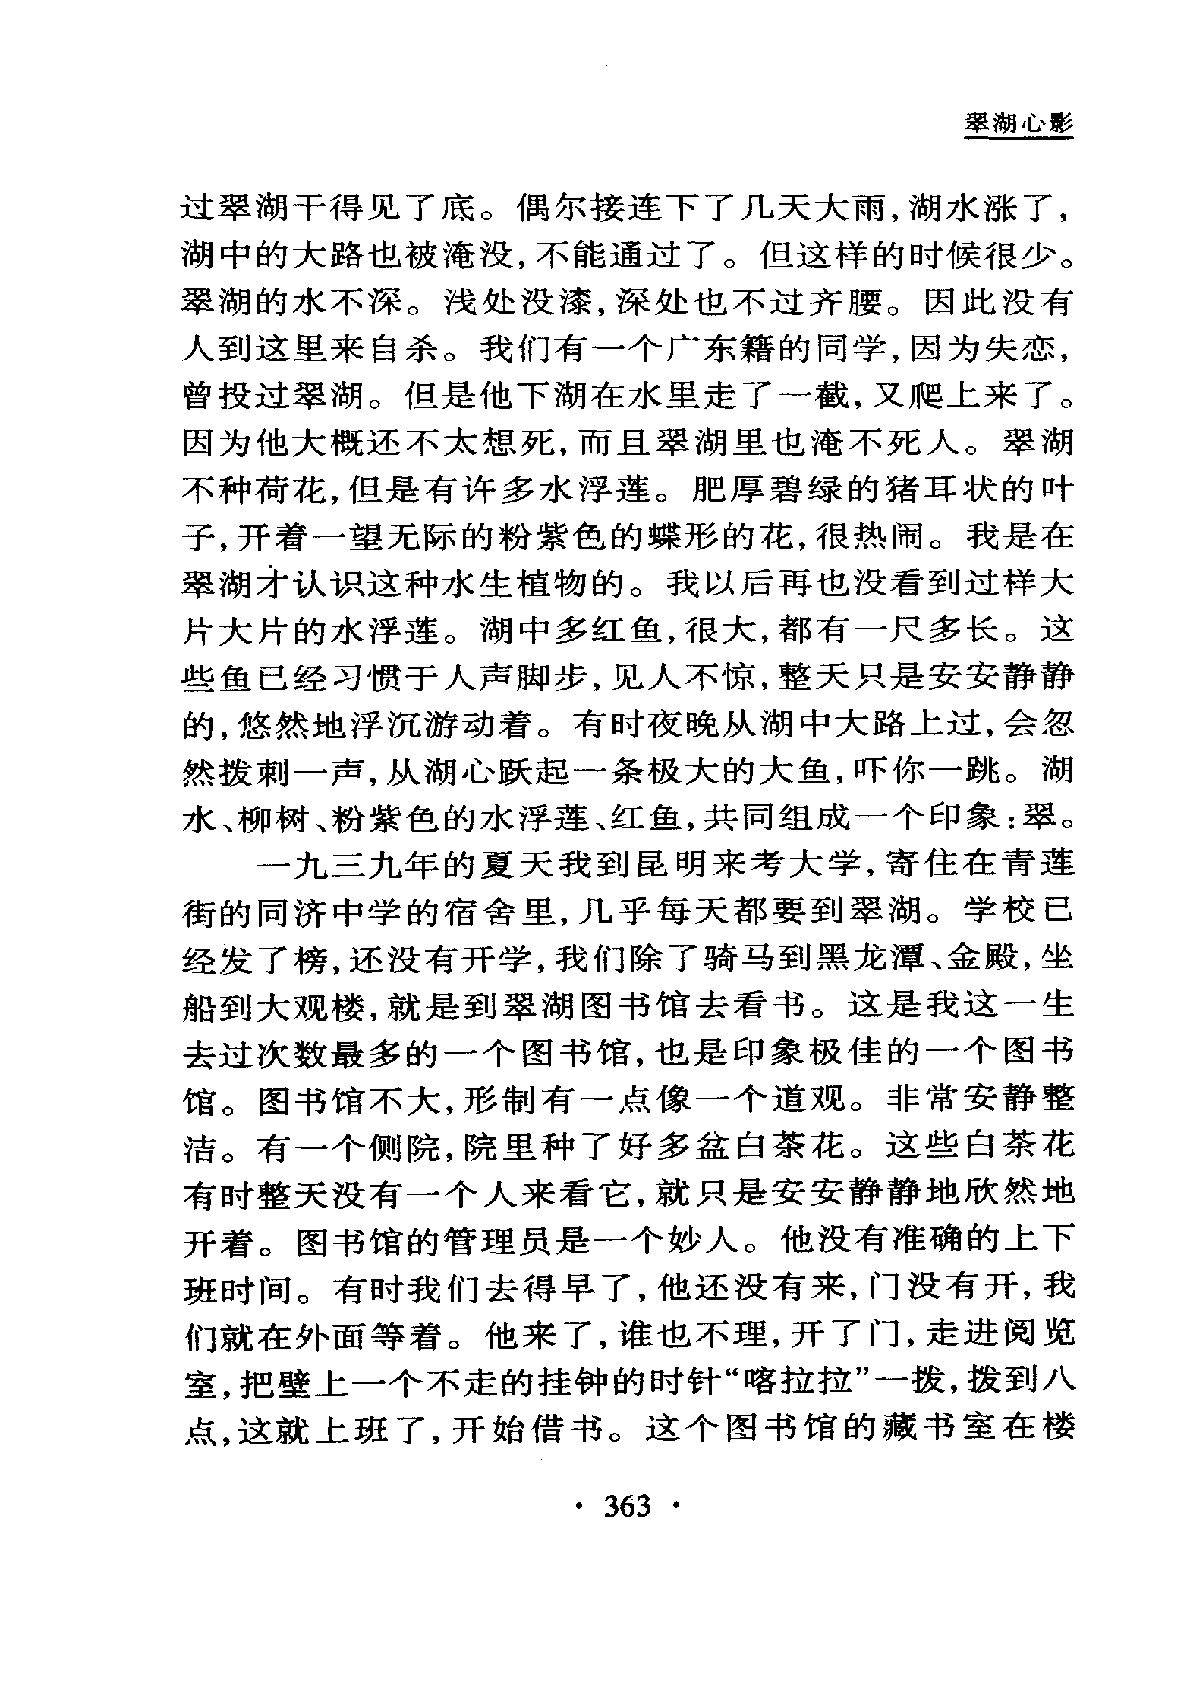 翠湖心影
过翠湖干得见了底。偶尔接连下了几天大雨,湖水涨了,
湖中的大路也被淹没,不能通过了。但这样的时候很少。
翠湖的水不深。浅处没漆,深处也不过齐腰。因此没有
人到这里来自杀。我们有一个广东籍的同学,因为失恋,
曾投过翠湖。但是他下湖在水里走了一截,又爬上来了。
因为他大概还不太想死,而且翠湖里也淹不死人。翠湖
不种荷花,但是有许多水浮莲。肥厚碧绿的猪耳状的叶
子,开着一望无际的粉紫色的蝶形的花,很热闹。我是在
翠湖才认识这种水生植物的。我以后再也没看到过样大
片大片的水浮莲。湖中多红鱼,很大,都有一尺多长。这
些鱼已经习惯于人声脚步,见人不惊,整天只是安安静静
的,悠然地浮沉游动着。有时夜晚从湖中大路上过,会忽
然拨刺一声,从湖心跃起一条极大的大鱼,吓你一跳。湖
水、柳树、粉紫色的水浮莲、红鱼,共同组成一个印象:翠。
一九三九年的夏天我到昆明来考大学,寄住在青莲
街的同济中学的宿舍里,几乎每天都要到翠湖。学校已
经发了榜,还没有开学,我们除了骑马到黑龙潭、金殿,坐
船到大观楼,就是到翠湖图书馆去看书。这是我这一生
去过次数最多的一个图书馆,也是印象极佳的一个图书
馆。图书馆不大,形制有一点像一个道观。非常安静整
洁。有一个侧院,院里种了好多盆白茶花。这些白茶花
有时整天没有一个人来看它,就只是安安静静地欣然地
开着。图书馆的管理员是一个妙人。他没有准确的上下
班时间。有时我们去得早了,他还没有来,门没有开,我
们就在外面等着。他来了,谁也不理,开了门,走进阅览
室,把壁上一个不走的挂钟的时针“喀拉拉”一拨,拨到八
点,这就上班了,开始借书。这个图书馆的藏书室在楼
· 363 ·